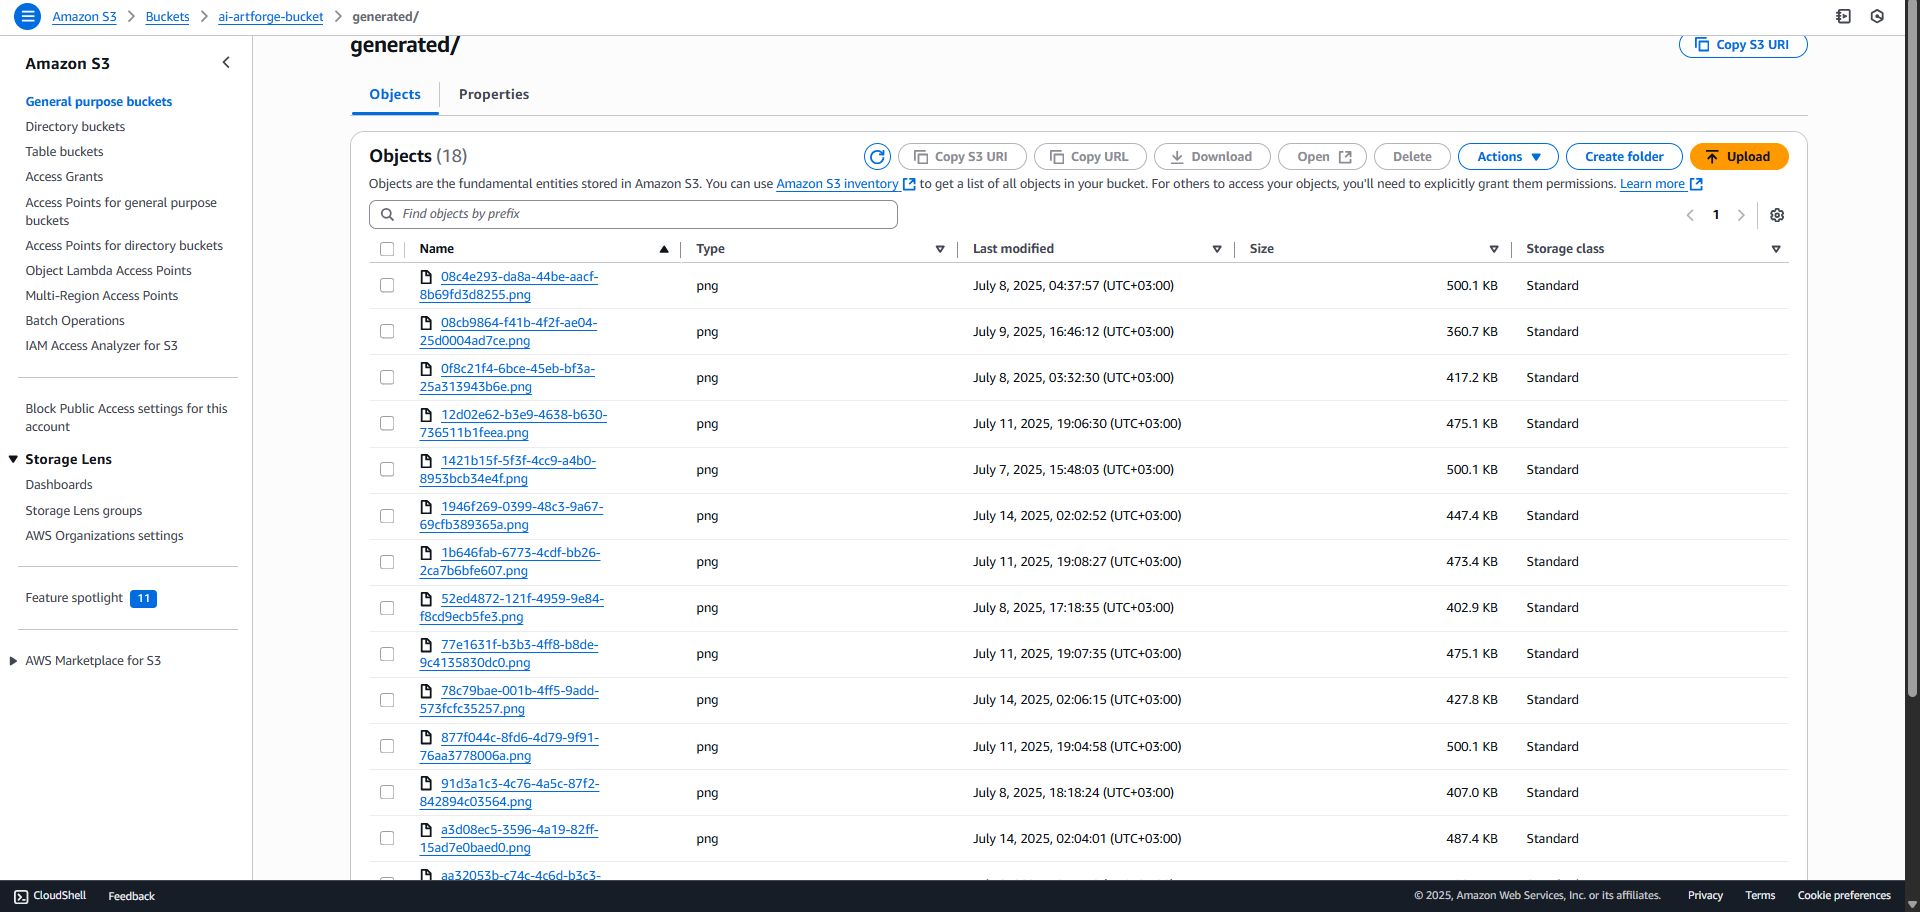 Amazon S3 > Buckets > ai-artforge-bucket > generated/
Amazon S3
General purpose buckets
Directory buckets
Table buckets
Access Grants
Access Points for general purpose
buckets
Access Points for directory buckets
Object Lambda Access Points
Multi-Region Access Points
Batch Operations
IAM Access Analyzer for S3
Block Public Access settings for this
account
Storage Lens
Dashboards
Storage Lens groups
AWS Organizations settings
Feature spotlight 11
AWS Marketplace for S3
generated/
Copy S3 URI
Objects Properties
Objects (18)
Copy S3 URI Copy URL Download Open Delete Actions Create folder Upload
Objects are the fundamental entities stored in Amazon S3. You can use Amazon S3 inventory to get a list of all objects in your bucket. For others to access your objects, you'll need to explicitly grant them permissions. Learn more
Find objects by prefix
1
Name Type Last modified Size Storage class
08c4e293-da8a-44be-aacf-
8b69fd3d8255.png
png July 8, 2025, 04:37:57 (UTC+03:00) 500.1 KB Standard
08cb9864-f41b-4f2f-ae04-
25d0004ad7ce.png
png July 9, 2025, 16:46:12 (UTC+03:00) 360.7 KB Standard
0f8c21f4-6bce-45eb-bf3a-
25a313943b6e.png
png July 8, 2025, 03:32:30 (UTC+03:00) 417.2 KB Standard
12d02e62-b3e9-4638-b630-
736511b1feea.png
png July 11, 2025, 19:06:30 (UTC+03:00) 475.1 KB Standard
1421b15f-5f3f-4cc9-a4b0-
8953bcb34e4f.png
png July 7, 2025, 15:48:03 (UTC+03:00) 500.1 KB Standard
1946f269-0399-48c3-9a67-
69cfb389365a.png
png July 14, 2025, 02:02:52 (UTC+03:00) 447.4 KB Standard
1b646fab-6773-4cdf-bb26-
2ca7b6bfe607.png
png July 11, 2025, 19:08:27 (UTC+03:00) 473.4 KB Standard
52ed4872-121f-4959-9e84-
f8cd9ecb5fe3.png
png July 8, 2025, 17:18:35 (UTC+03:00) 402.9 KB Standard
77e1631f-b3b3-4ff8-b8de-
9c4135830dc0.png
png July 11, 2025, 19:07:35 (UTC+03:00) 475.1 KB Standard
78c79bae-001b-4ff5-9add-
573fcfc35257.png
png July 14, 2025, 02:06:15 (UTC+03:00) 427.8 KB Standard
877f044c-8fd6-4d79-9f91-
76aa3778006a.png
png July 11, 2025, 19:04:58 (UTC+03:00) 500.1 KB Standard
91d3a1c3-4c76-4a5c-87f2-
842894c03564.png
png July 8, 2025, 18:18:24 (UTC+03:00) 407.0 KB Standard
a3d08ec5-3596-4a19-82ff-
15ad7e0baed0.png
png July 14, 2025, 02:04:01 (UTC+03:00) 487.4 KB Standard
aa32053b-c74c-4c6d-b3c3-
CloudShell Feedback
© 2025, Amazon Web Services, Inc. or its affiliates. Privacy Terms Cookie preferences